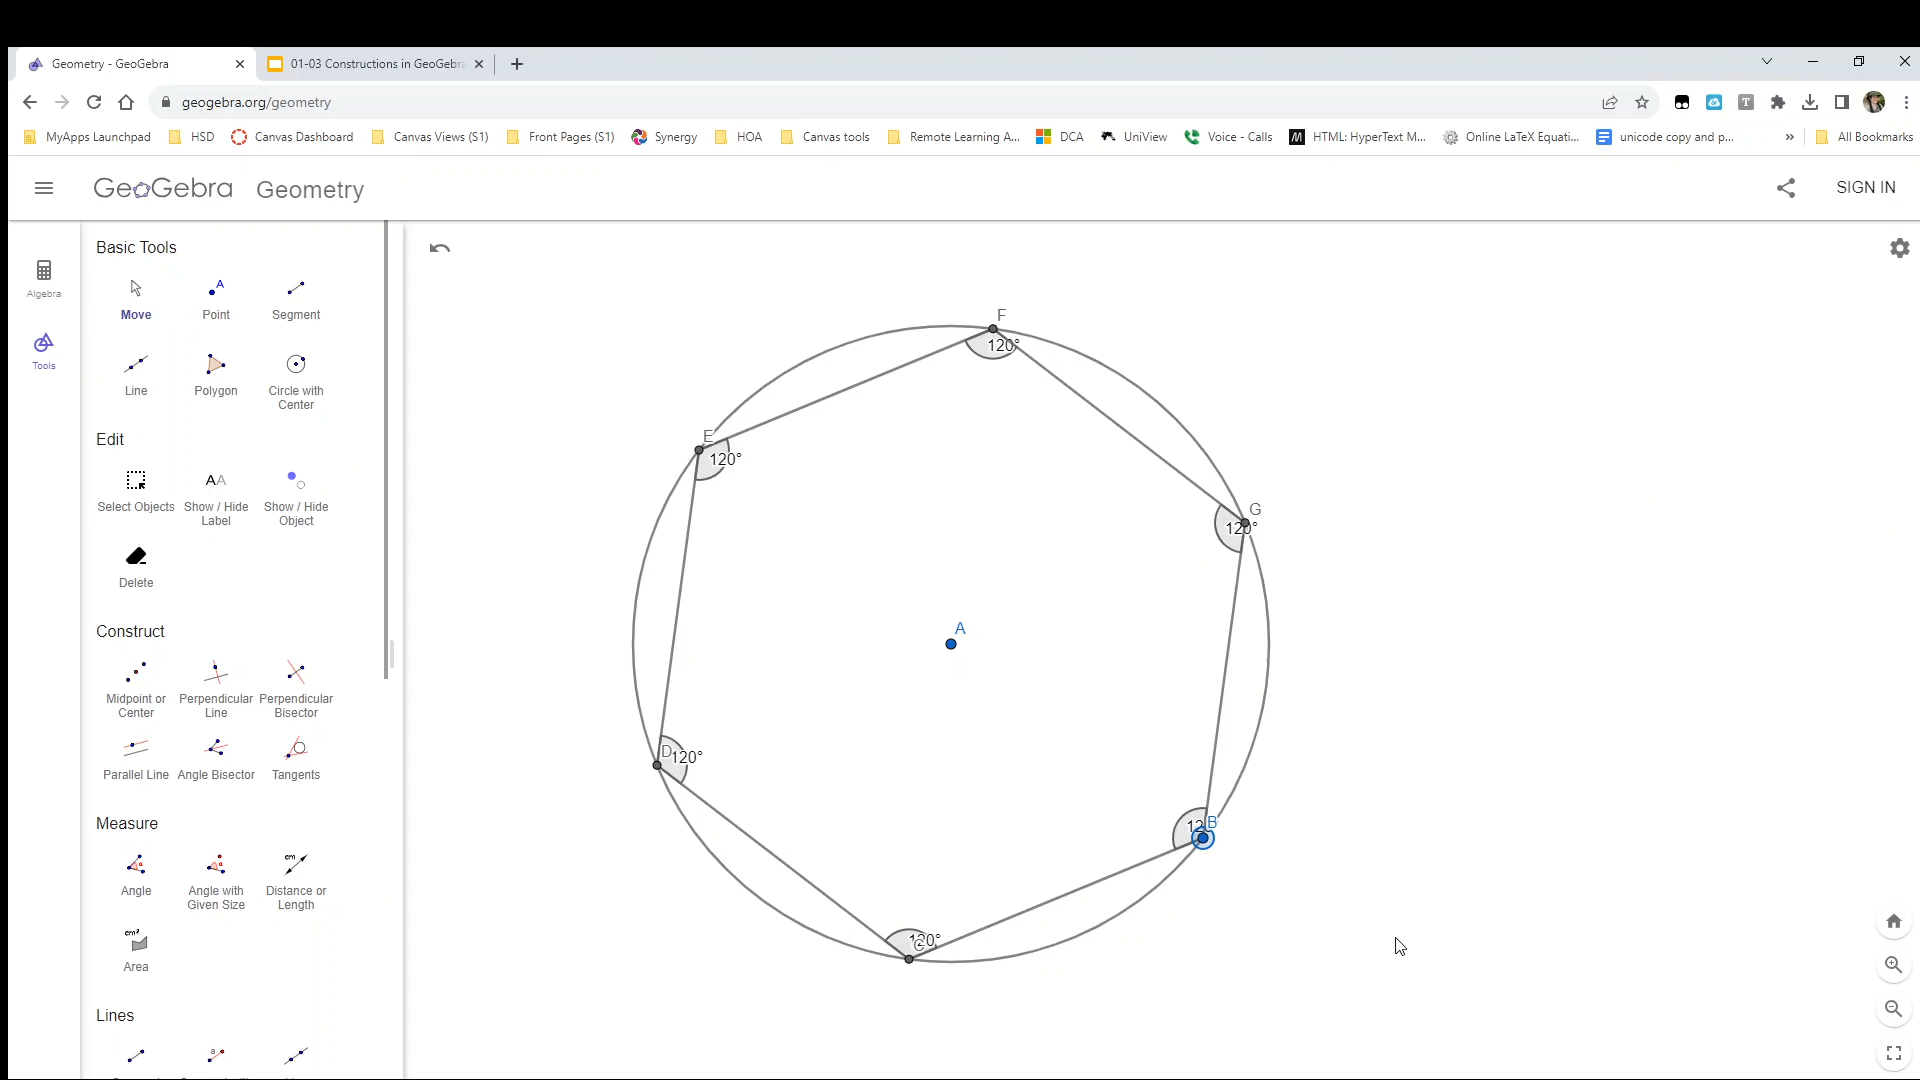 Geometry - GeoGebra
01-03 Constructions in GeoGebra
geogebra.org/geometry
MyApps Launchpad HSD Canvas Dashboard Canvas Views (S1) Front Pages (S1) Synergy HOA Canvas tools Remote Learning A... DCA UniView Voice - Calls HTML: HyperText M... Online LaTeX Equati... unicode copy and p... » All Bookmarks
GeoGebra Geometry
SIGN IN
Algebra
Tools
Basic Tools
Move Point Segment
Line Polygon Circle with
Center
Edit
Select Objects Show / Hide Show / Hide
Label Object
Delete
Construct
Midpoint or Perpendicular Perpendicular
Center Line Bisector
Parallel Line Angle Bisector Tangents
Measure
Angle Angle with Distance or
Given Size Length
Area
Lines
F
120°
E
120°
G
120°
A
D 120°
B
120°
C